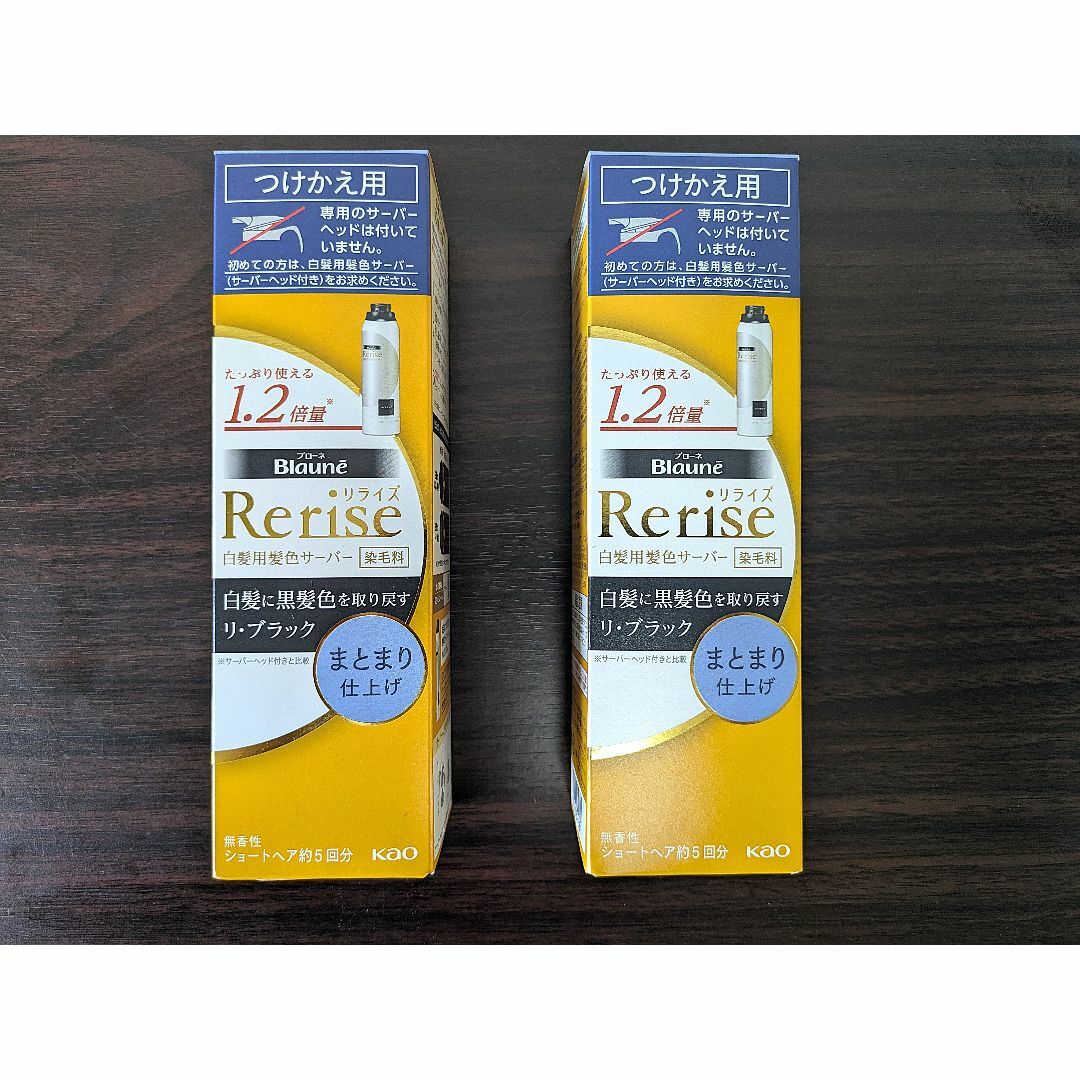 つけかえ用
専用のサーバー
ヘッドは付いて
いません。
初めての方は、白髪用髪色サーバー
(サーバーヘッド付き)をお求めください。
Rerise
たっぷり使える
1.2倍量※
ブローネ
Blauné
リライズ
Rerise
白髪用髪色サーバー 染毛料
白髪に黒髪色を取り戻す
リ・ブラック
※サーバーヘッド付きと比較
まとまり
仕上げ
無香性
ショートヘア約5回分
Kao
つけかえ用
専用のサーバー
ヘッドは付いて
いません。
初めての方は、白髪用髪色サーバー
(サーバーヘッド付き)をお求めください。
Rerise
たっぷり使える
1.2倍量※
ブローネ
Blauné
リライズ
Rerise
白髪用髪色サーバー 染毛料
白髪に黒髪色を取り戻す
リ・ブラック
※サーバーヘッド付きと比較
まとまり
仕上げ
無香性
ショートヘア約5回分
Kao